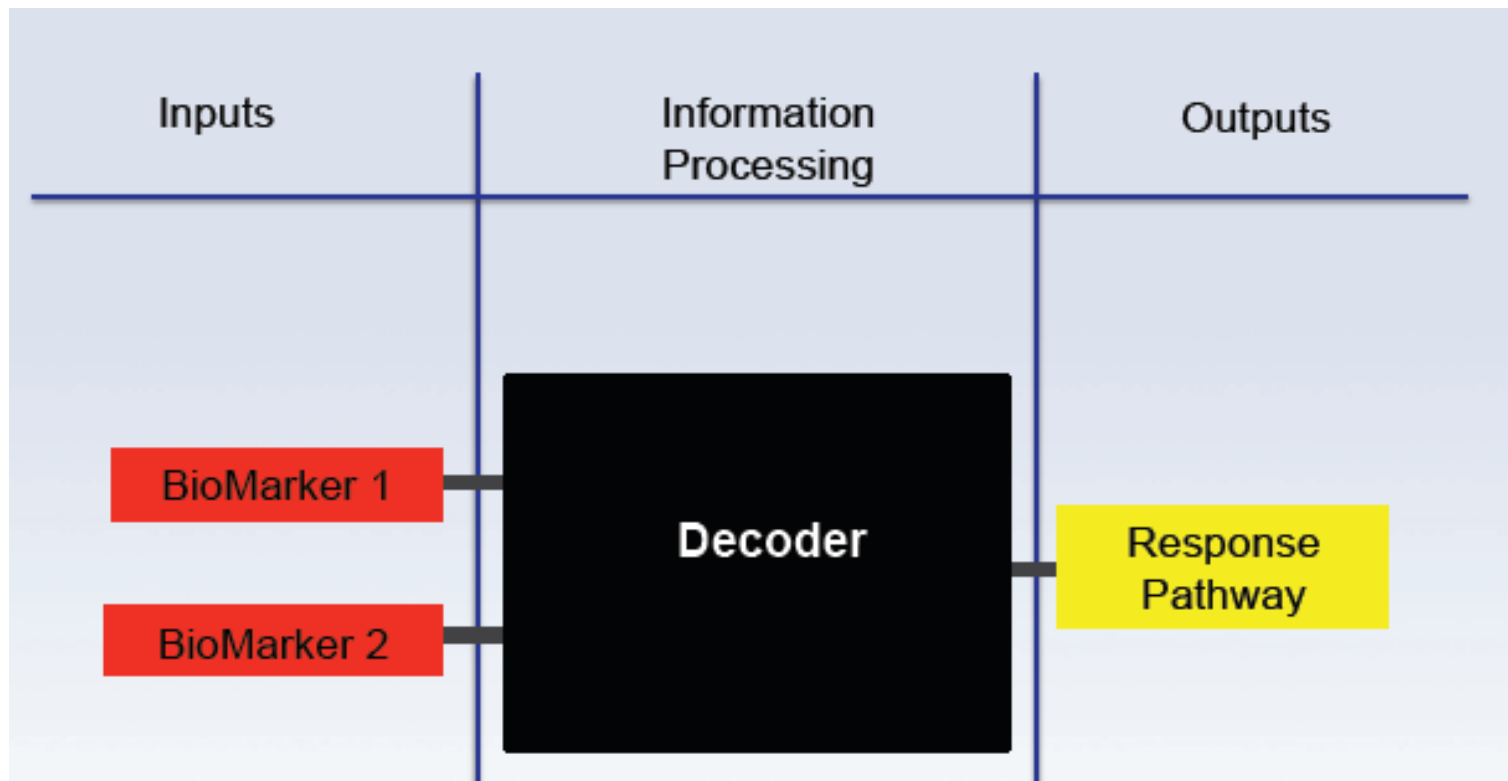 Inputs
Information
Processing
Outputs
BioMarker 1
BioMarker 2
Decoder
Response
Pathway